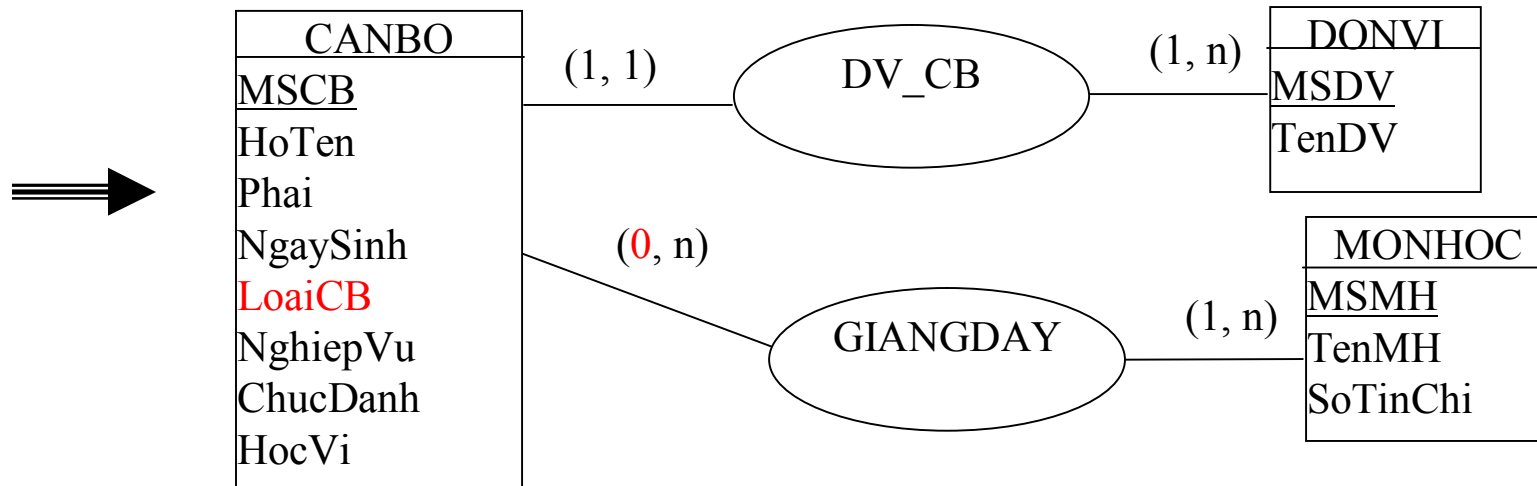 CANBO
MSCB
HoTen
Phai
NgaySinh
LoaiCB
NghiepVu
ChucDanh
HocVi
(1, 1)
DV_CB
(1, n)
DONVI
MSDV
TenDV
(0, n)
GIANGDAY
(1, n)
MONHOC
MSMH
TenMH
SoTinChi